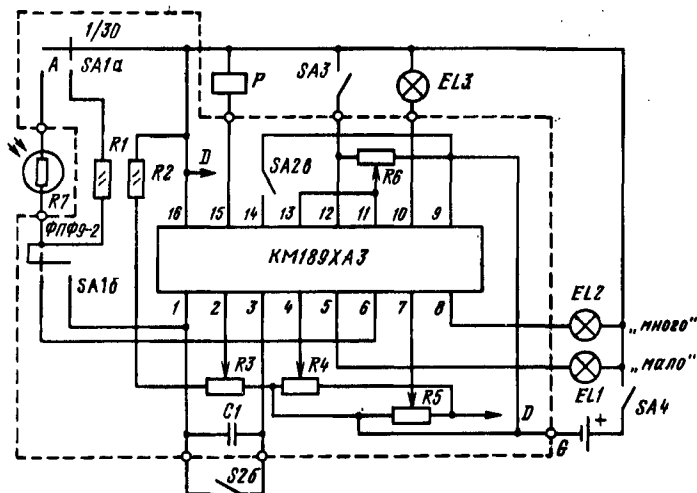 1/30
A SA1а SA3
P EL3
R1
R2 D SA2в R6
R7
ФПФ9-2 16 15 14 13 12 11 10 9
КМ189ХА3
SA1б 1 2 3 4 5 6 7 8 EL2
„много"
R3 R4 „мало"
EL1
C1 R5 D SA4
G +
S2б